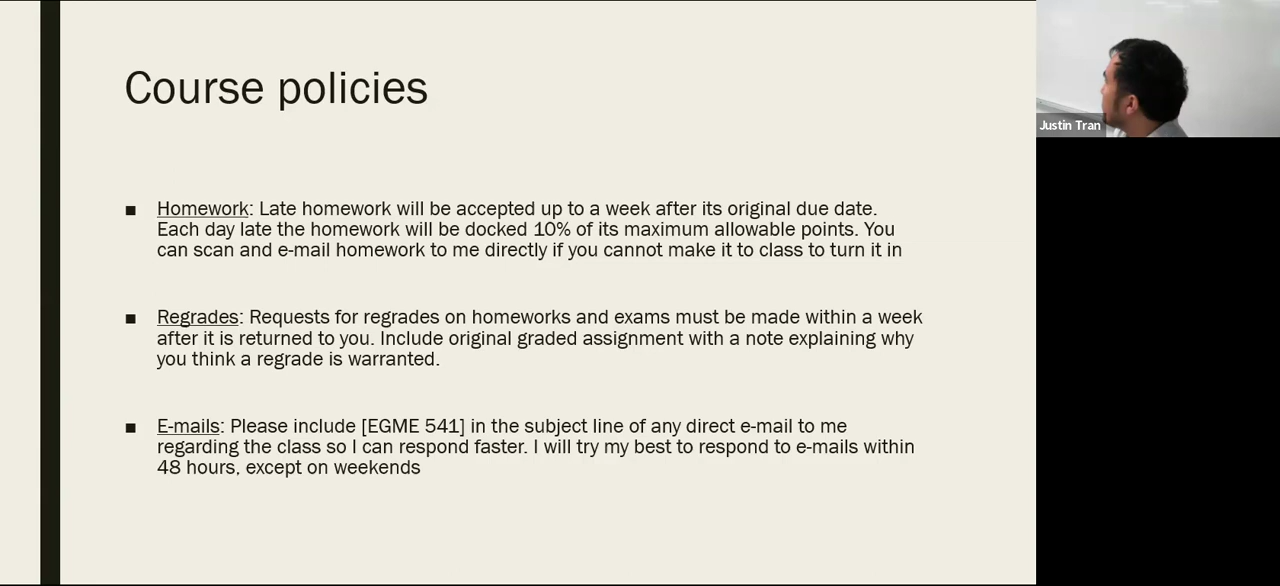 Course policies
■ Homework: Late homework will be accepted up to a week after its original due date.
Each day late the homework will be docked 10% of its maximum allowable points. You
can scan and e-mail homework to me directly if you cannot make it to class to turn it in
■ Regrades: Requests for regrades on homeworks and exams must be made within a week
after it is returned to you. Include original graded assignment with a note explaining why
you think a regrade is warranted.
■ E-mails: Please include [EGME 541] in the subject line of any direct e-mail to me
regarding the class so I can respond faster. I will try my best to respond to e-mails within
48 hours, except on weekends
Justin Tran